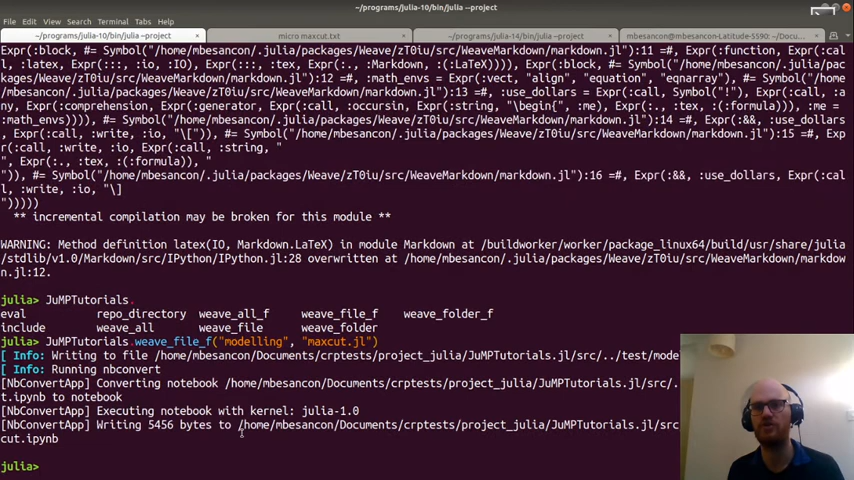 ~/programs/julia-10/bin/julia --project
File Edit View Search Terminal Tabs Help
~/programs/julia-10/bin/julia --project
micro maxcut.txt
~/programs/julia-14/bin/julia --project
mbesancon@mbesancon-Latitude-5590: ~/Docu...
Expr(:block, #= Symbol("/home/mbesancon/.julia/packages/Weave/zT0iu/src/WeaveMarkdown/markdown.jl"):11 =#, Expr(:function, Expr(:cal
l, :latex, Expr(:::, :io, :IO), Expr(:::, :tex, Expr(:., :Markdown, :(:LaTeX)))), Expr(:block, #= Symbol("/home/mbesancon/.julia/pac
kages/Weave/zT0iu/src/WeaveMarkdown/markdown.jl"):12 =#, :math_envs = Expr(:vect, "align", "equation", "eqnarray"), #= Symbol("/home
/mbesancon/.julia/packages/Weave/zT0iu/src/WeaveMarkdown/markdown.jl"):13 =#, :use_dollars = Expr(:call, Symbol("!"), Expr(:call, :a
ny, Expr(:comprehension, Expr(:generator, Expr(:call, :occursin, Expr(:string, "\begin{", :me), Expr(:., :tex, :(:formula))), :me =
:math_envs)))), #= Symbol("/home/mbesancon/.julia/packages/Weave/zT0iu/src/WeaveMarkdown/markdown.jl"):14 =#, Expr(:&&, :use_dollars
, Expr(:call, :write, :io, "\[")), #= Symbol("/home/mbesancon/.julia/packages/Weave/zT0iu/src/WeaveMarkdown/markdown.jl"):15 =#, Exp
r(:call, :write, :io, Expr(:call, :string, "
", Expr(:., :tex, :(:formula)), "
")), #= Symbol("/home/mbesancon/.julia/packages/Weave/zT0iu/src/WeaveMarkdown/markdown.jl"):16 =#, Expr(:&&, :use_dollars, Expr(:cal
l, :write, :io, "\]
")))))
** incremental compilation may be broken for this module **
WARNING: Method definition latex(IO, Markdown.LaTeX) in module Markdown at /buildworker/worker/package_linux64/build/usr/share/julia
/stdlib/v1.0/Markdown/src/IPython/IPython.jl:28 overwritten at /home/mbesancon/.julia/packages/Weave/zT0iu/src/WeaveMarkdown/markdow
n.jl:12.
julia> JuMPTutorials.
eval repo_directory weave_all_f weave_file_f weave_folder_f
include weave_all weave_file weave_folder
julia> JuMPTutorials.weave_file_f("modelling", "maxcut.jl")
[ Info: Writing to file /home/mbesancon/Documents/crptests/project_julia/JuMPTutorials.jl/src/../test/mode
[ Info: Running nbconvert
[NbConvertApp] Converting notebook /home/mbesancon/Documents/crptests/project_julia/JuMPTutorials.jl/src/.
t.ipynb to notebook
[NbConvertApp] Executing notebook with kernel: julia-1.0
[NbConvertApp] Writing 5456 bytes to /home/mbesancon/Documents/crptests/project_julia/JuMPTutorials.jl/src
cut.ipynb
julia>